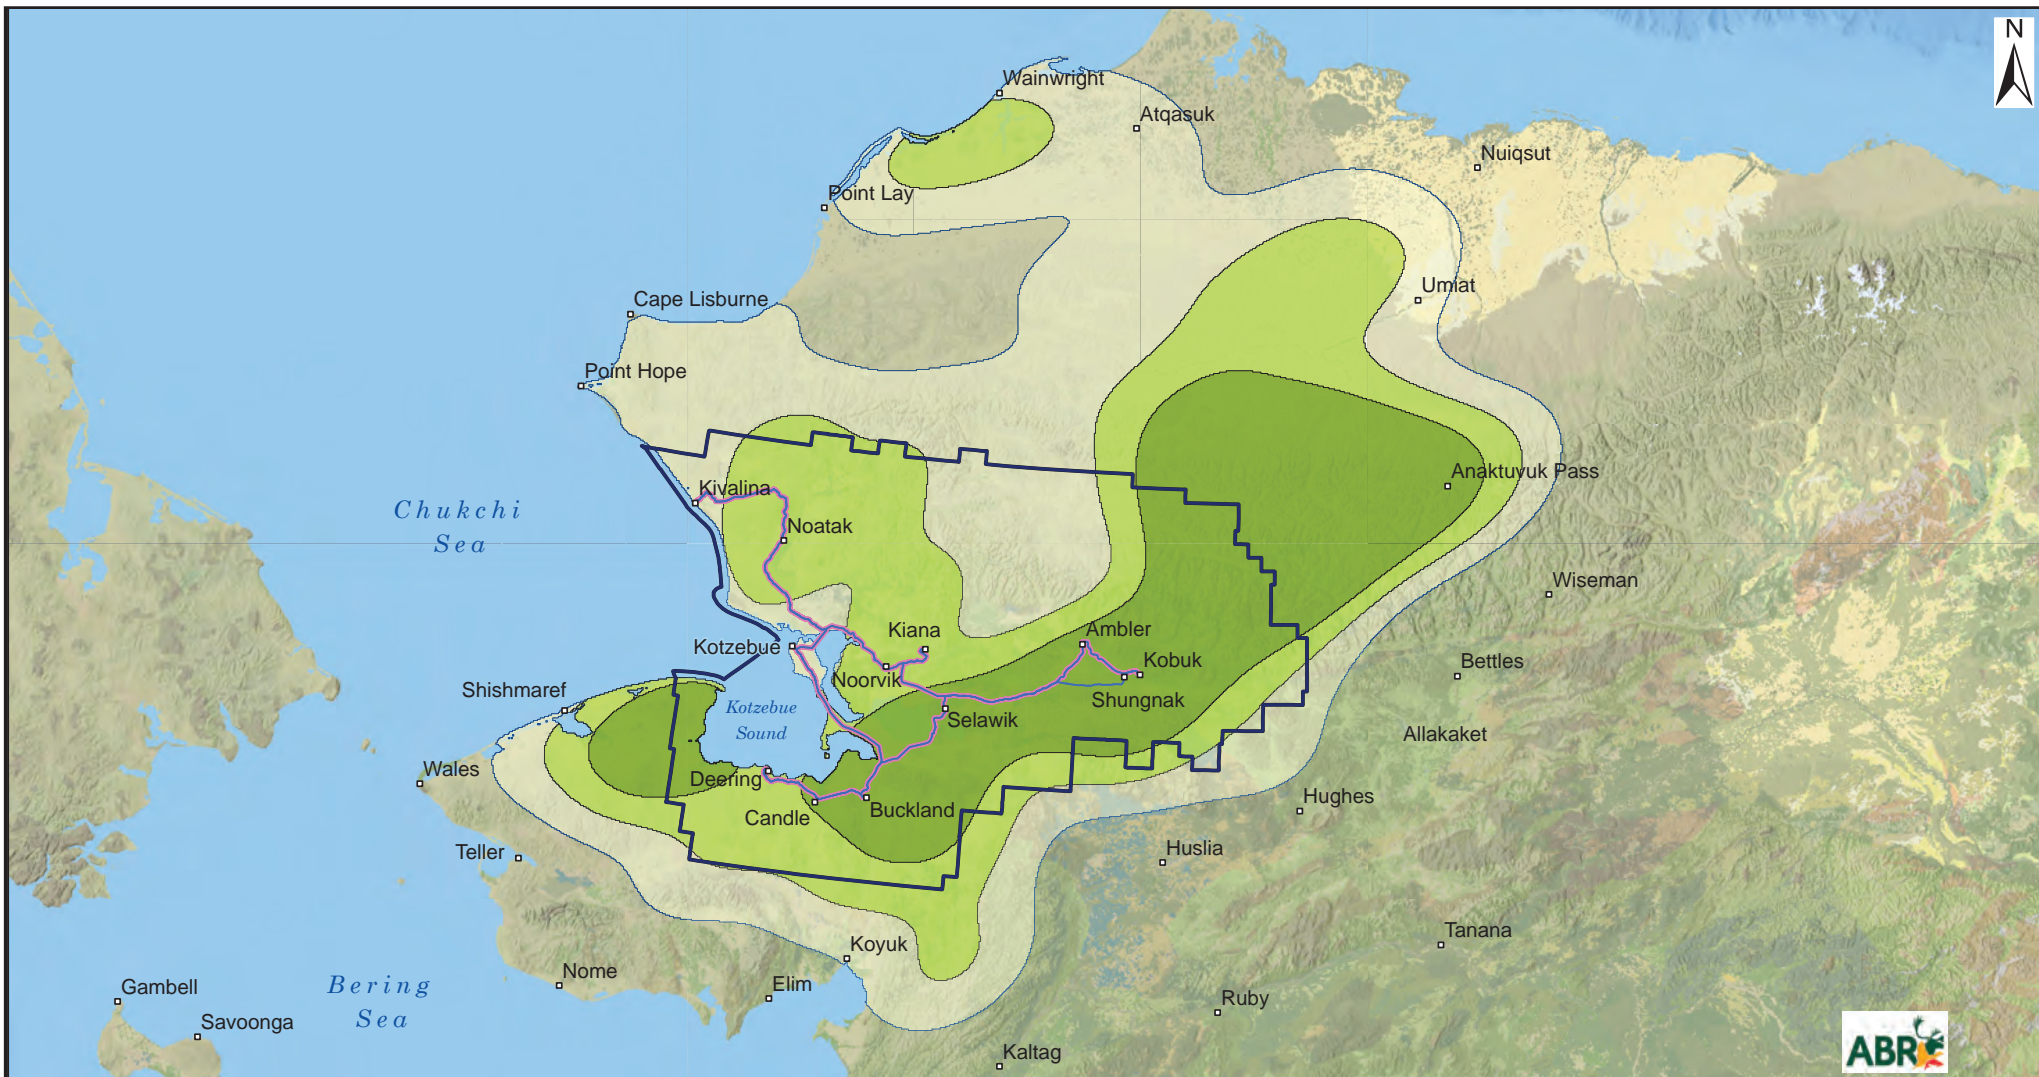 N
Wainwright
Atqasuk
Nuiqsut
Point Lay
Umiat
Cape Lisburne
Point Hope
Anaktuvuk Pass
Kivalina
Chukchi
Sea
Noatak
Wiseman
Kiana
Ambler
Kotzebue
Kobuk
Bettles
Noorvik
Shishmaref
Shungnak
Kotzebue
Sound
Selawik
Allakaket
Wales
Deering
Hughes
Candle
Buckland
Teller
Huslia
Tanana
Koyuk
Nome
Bering
Sea
Gambell
Elim
Ruby
Savoonga
Kaltag
ABR